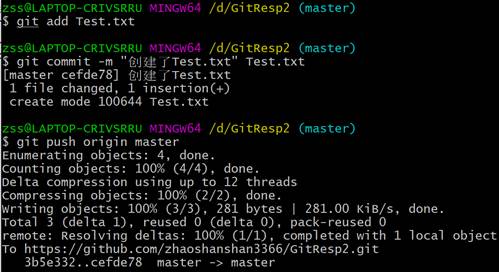 zss@LAPTOP-CRIVSRRU MINGW64 /d/GitResp2 (master)
$ git add Test.txt
zss@LAPTOP-CRIVSRRU MINGW64 /d/GitResp2 (master)
$ git commit -m "创建了Test.txt" Test.txt
[master cefde78] 创建了Test.txt
1 file changed, 1 insertion(+)
create mode 100644 Test.txt
zss@LAPTOP-CRIVSRRU MINGW64 /d/GitResp2 (master)
$ git push origin master
Enumerating objects: 4, done.
Counting objects: 100% (4/4), done.
Delta compression using up to 12 threads
Compressing objects: 100% (2/2), done.
Writing objects: 100% (3/3), 281 bytes | 281.00 KiB/s, done.
Total 3 (delta 1), reused 0 (delta 0), pack-reused 0
remote: Resolving deltas: 100% (1/1), completed with 1 local object
To https://github.com/zhaoshanshan3366/GitResp2.git
3b5e332..cefde78  master -> master